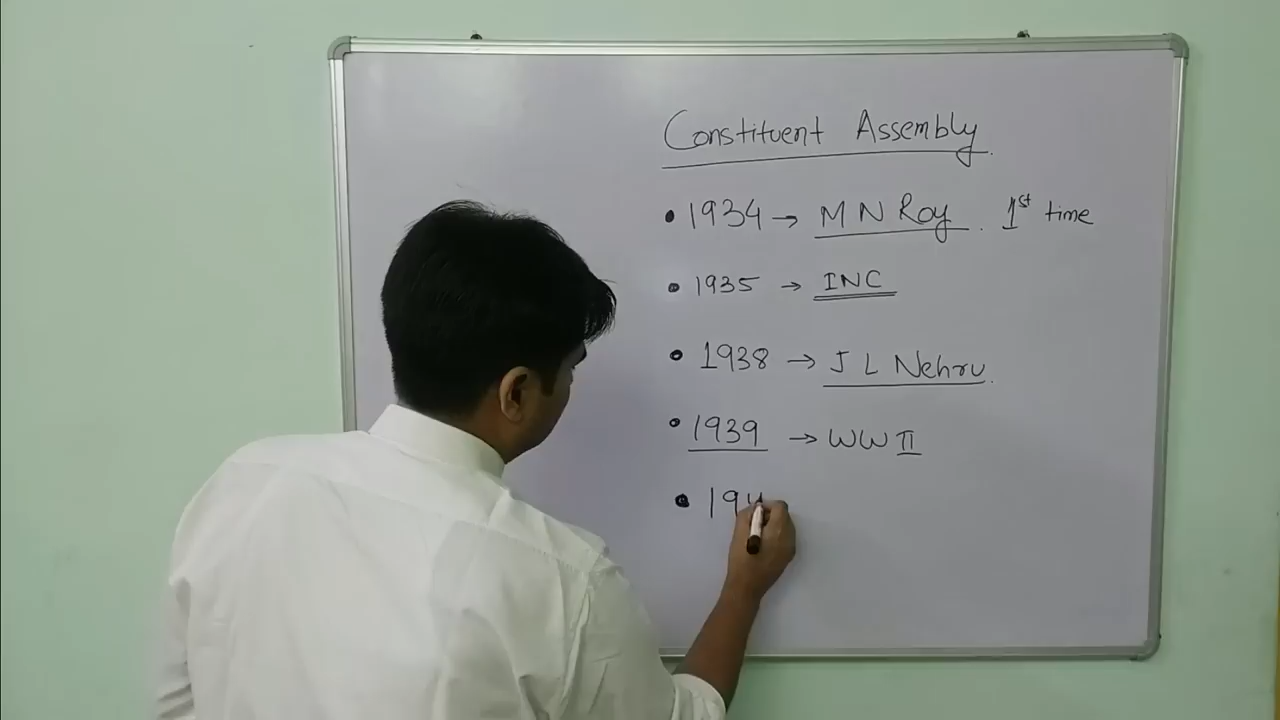 Constituent Assembly.
• 1934 → M N Roy. 1st time
• 1935 → INC
• 1938 → J L Nehru.
• 1939 → WW II
• 194